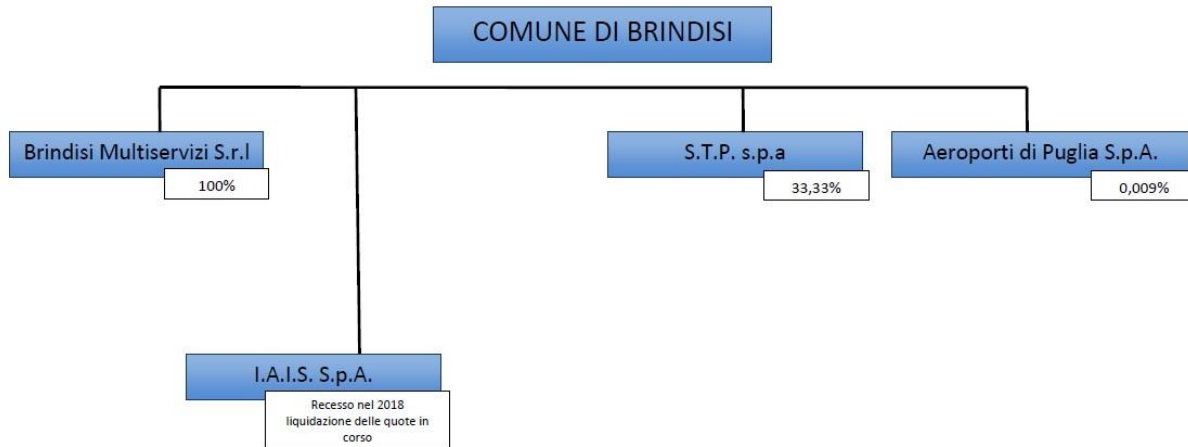 COMUNE DI BRINDISI
Brindisi Multiservizi S.r.l
100%
S.T.P. s.p.a
33,33%
Aeroporti di Puglia S.p.A.
0,009%
I.A.I.S. S.p.A.
Recesso nel 2018
liquidazione delle quote in
corso